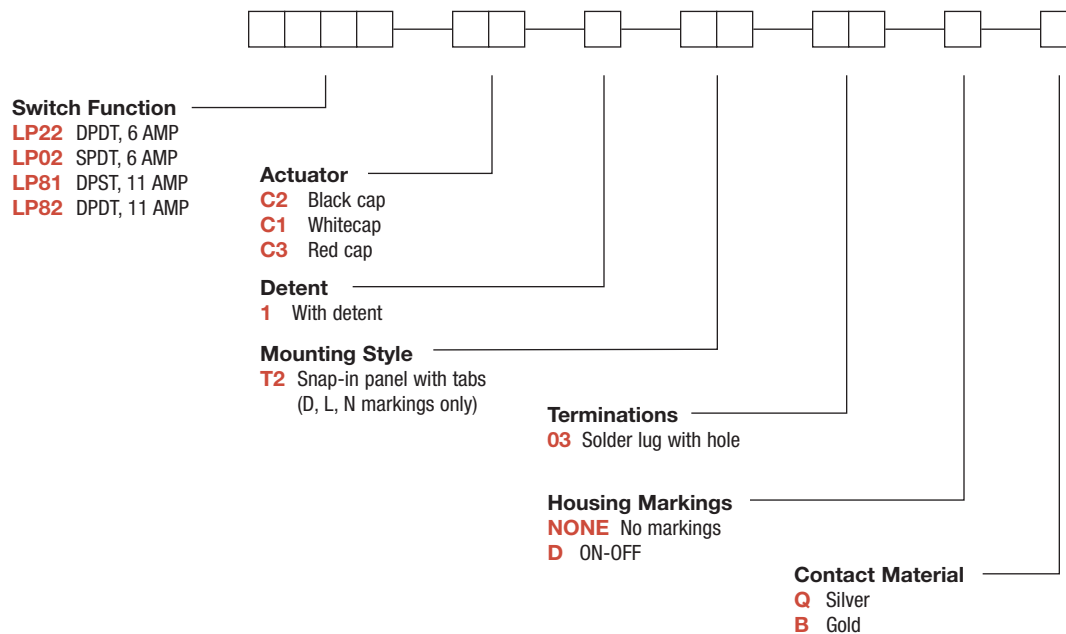 Switch Function
LP22 DPDT, 6 AMP
LP02 SPDT, 6 AMP
LP81 DPST, 11 AMP
LP82 DPDT, 11 AMP
Actuator
C2 Black cap
C1 Whitecap
C3 Red cap
Detent
1 With detent
Mounting Style
T2 Snap-in panel with tabs
(D, L, N markings only)
Terminations
03 Solder lug with hole
Housing Markings
NONE No markings
D ON-OFF
Contact Material
Q Silver
B Gold